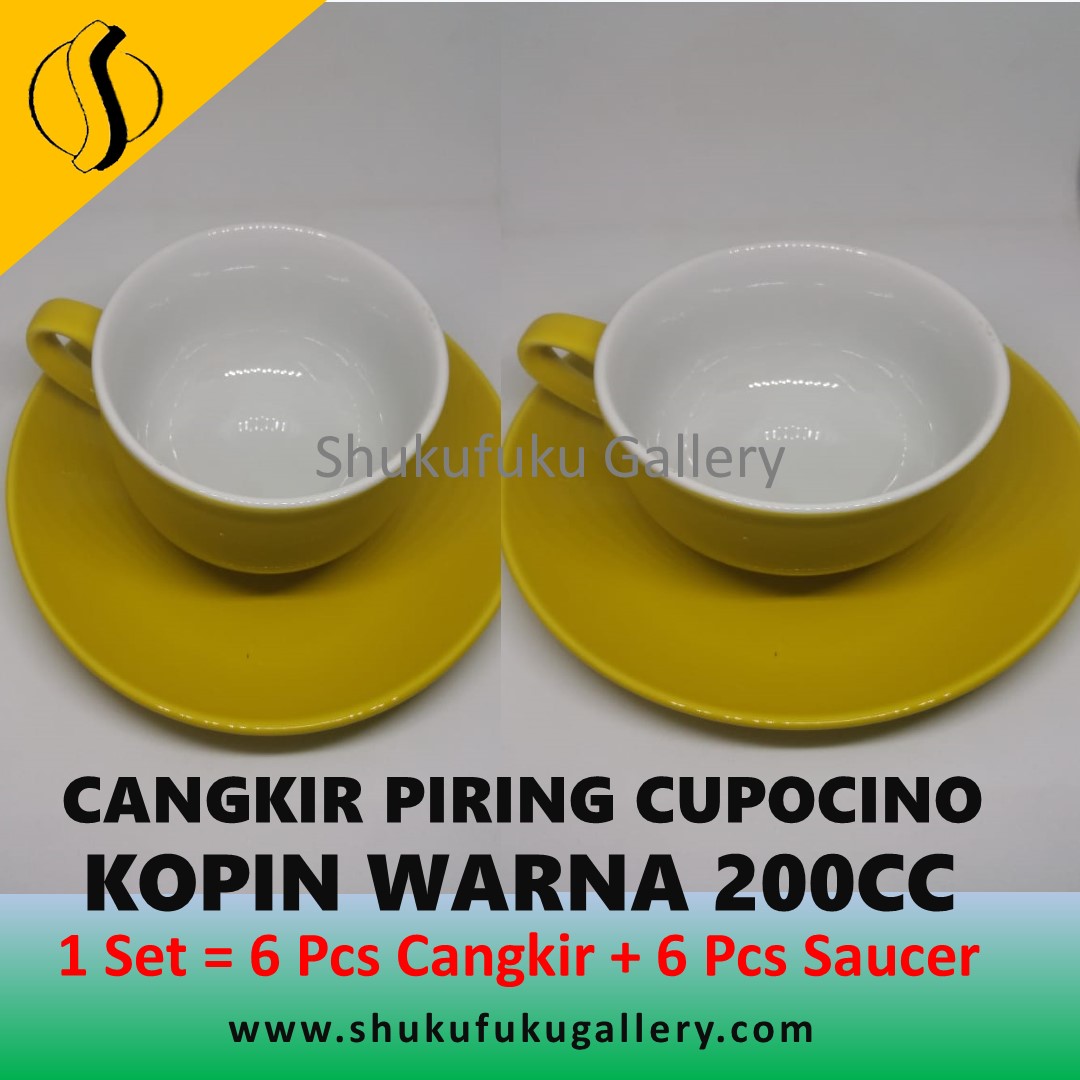 Shukufuku Gallery
CANGKIR PIRING CUPOCINO
KOPIN WARNA 200CC
1 Set = 6 Pcs Cangkir + 6 Pcs Saucer
www.shukufukugallery.com